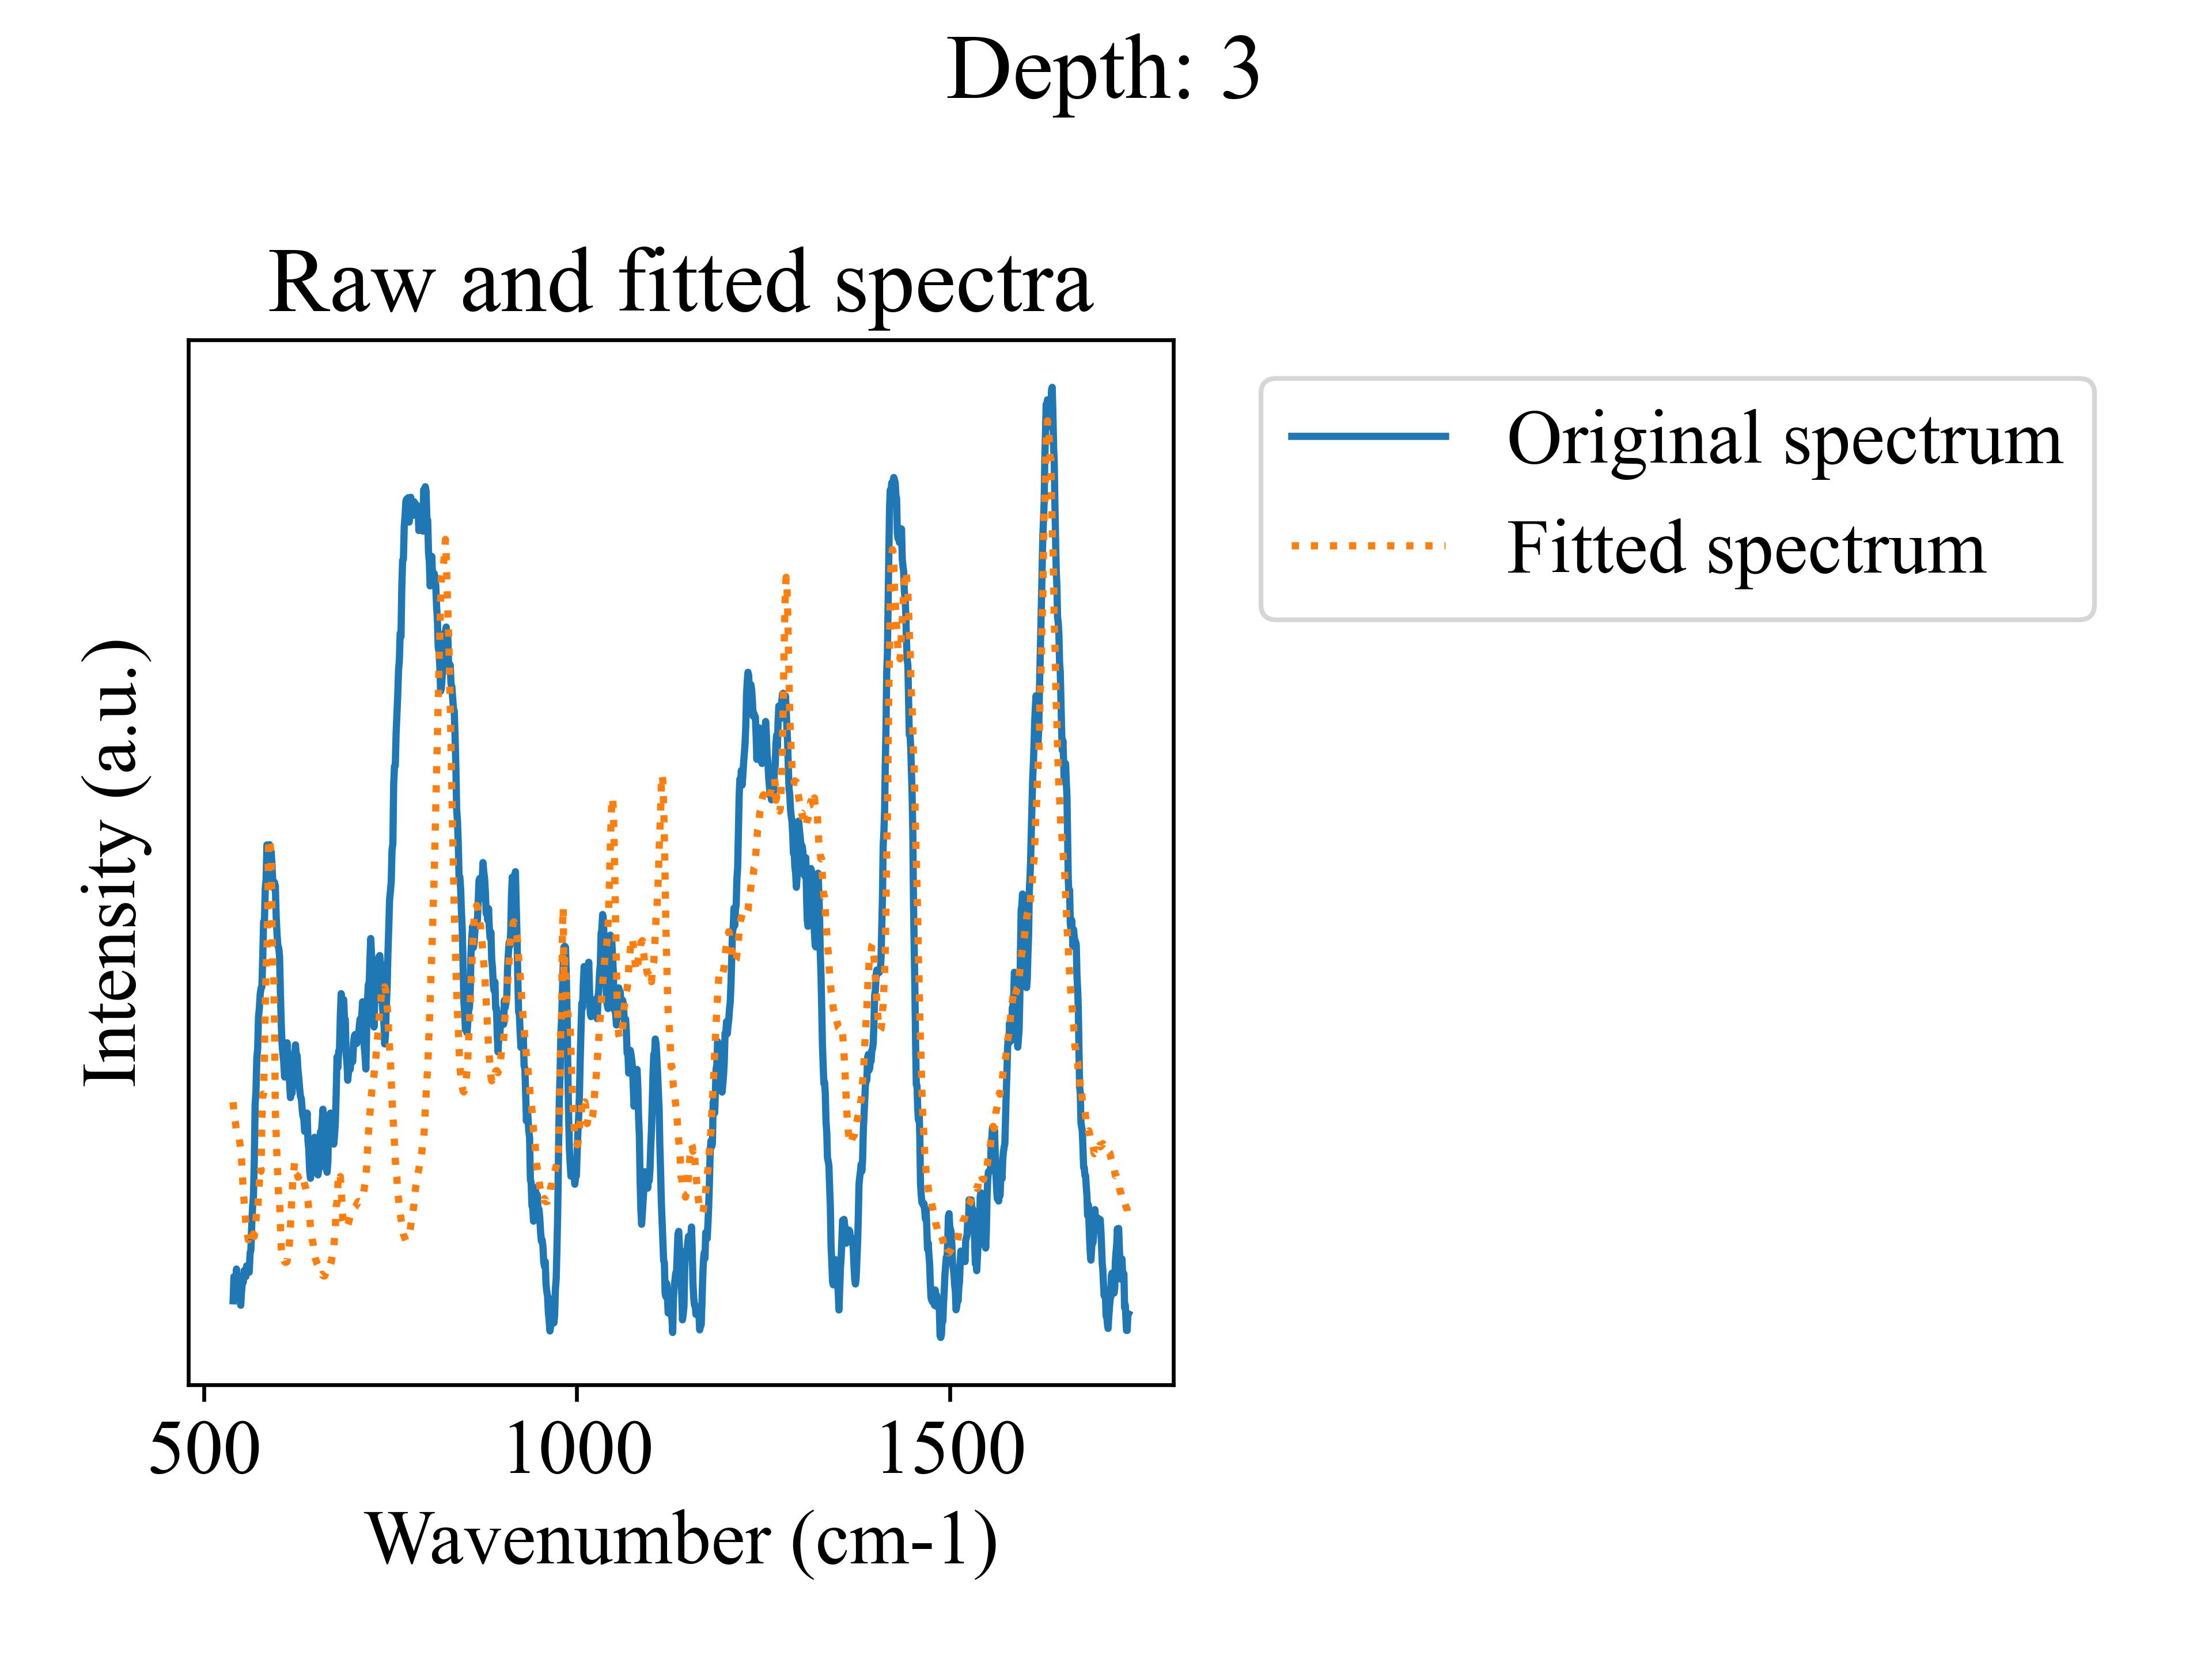 Depth: 3
Raw and fitted spectra
Original spectrum
Fitted spectrum
Intensity (a.u.)
500 1000 1500
Wavenumber (cm-1)